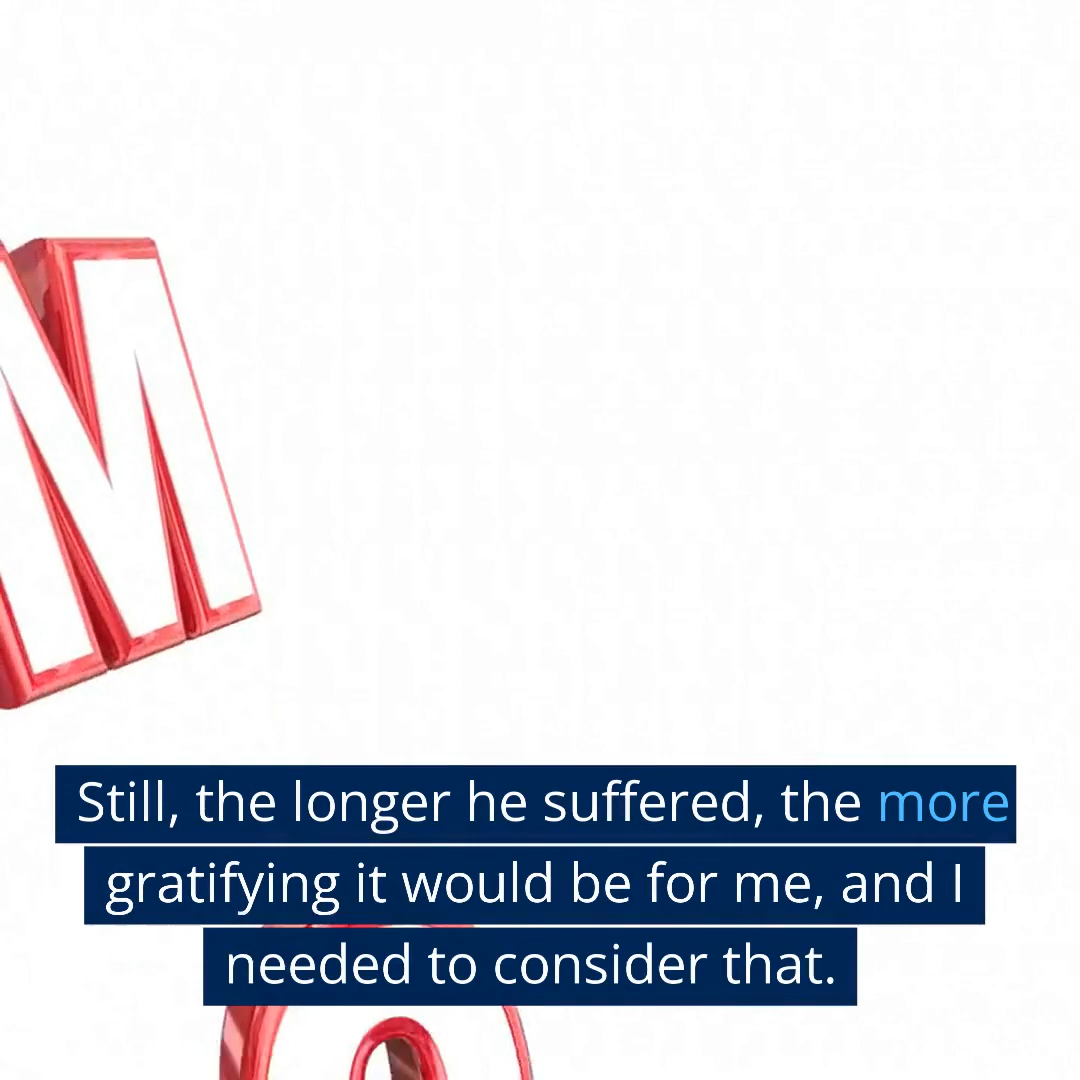 M
Still, the longer he suffered, the more
gratifying it would be for me, and I
needed to consider that.